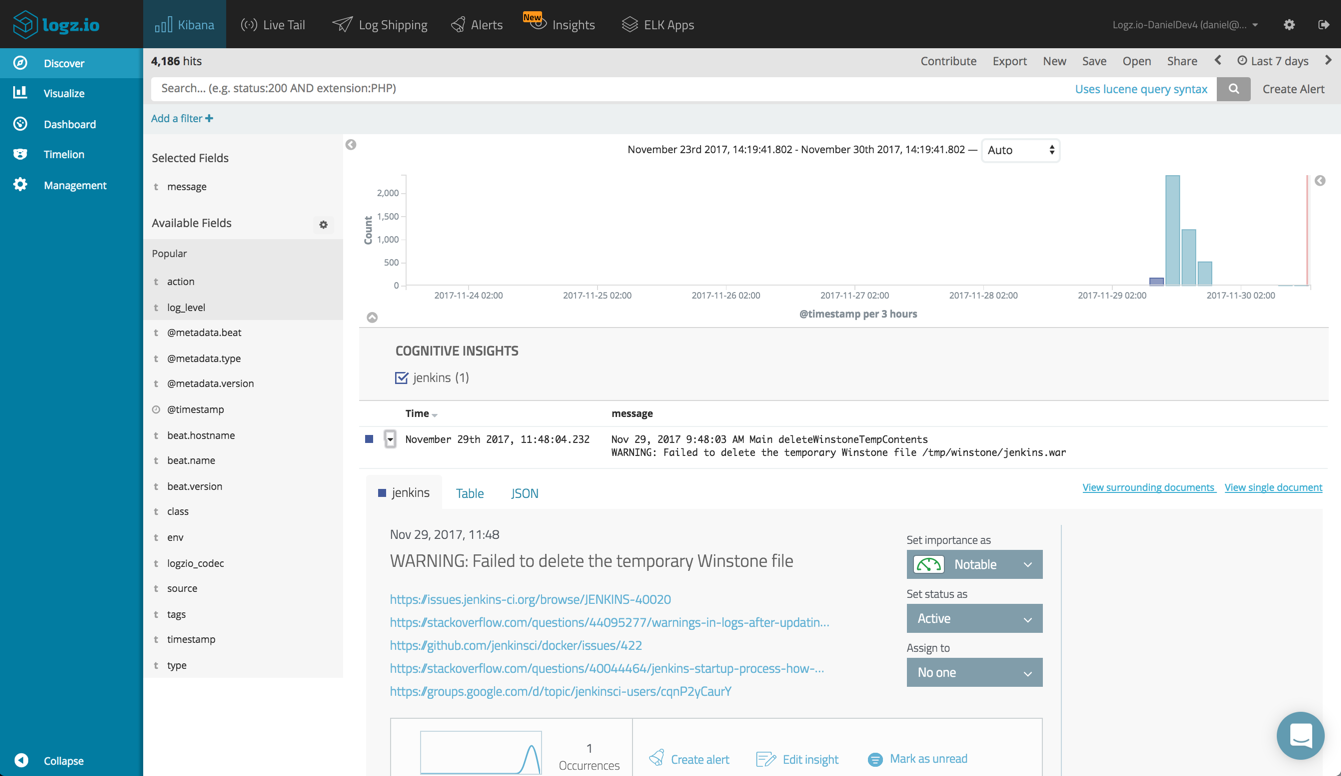 logz.io
Kibana
Live Tail
Log Shipping
Alerts
New
Insights
ELK Apps
Logz.io-DanielDev4 (daniel@...
Discover
Visualize
Dashboard
Timelion
Management
Collapse
4,186 hits
Contribute
Export
New
Save
Open
Share
Last 7 days
Search... (e.g. status:200 AND extension:PHP)
Uses lucene query syntax
Create Alert
Add a filter +
Selected Fields
t message
Available Fields
Popular
t action
t log_level
t @metadata.beat
t @metadata.type
t @metadata.version
@timestamp
t beat.hostname
t beat.name
t beat.version
t class
t env
t logzio_codec
t source
t tags
t timestamp
t type
November 23rd 2017, 14:19:41.802 - November 30th 2017, 14:19:41.802 —
Auto
Count
2,000
1,500
1,000
500
0
2017-11-24 02:00
2017-11-25 02:00
2017-11-26 02:00
2017-11-27 02:00
2017-11-28 02:00
2017-11-29 02:00
2017-11-30 02:00
@timestamp per 3 hours
COGNITIVE INSIGHTS
jenkins (1)
Time
message
November 29th 2017, 11:48:04.232
Nov 29, 2017 9:48:03 AM Main deleteWinstoneTempContents
WARNING: Failed to delete the temporary Winstone file /tmp/winstone/jenkins.war
jenkins
Table
JSON
View surrounding documents
View single document
Nov 29, 2017, 11:48
WARNING: Failed to delete the temporary Winstone file
https://issues.jenkins-ci.org/browse/JENKINS-40020
https://stackoverflow.com/questions/44095277/warnings-in-logs-after-updatin...
https://github.com/jenkinsci/docker/issues/422
https://stackoverflow.com/questions/40044464/jenkins-startup-process-how-...
https://groups.google.com/d/topic/jenkinsci-users/cqnP2yCaurY
Set importance as
Notable
Set status as
Active
Assign to
No one
1
Occurrences
Create alert
Edit insight
Mark as unread